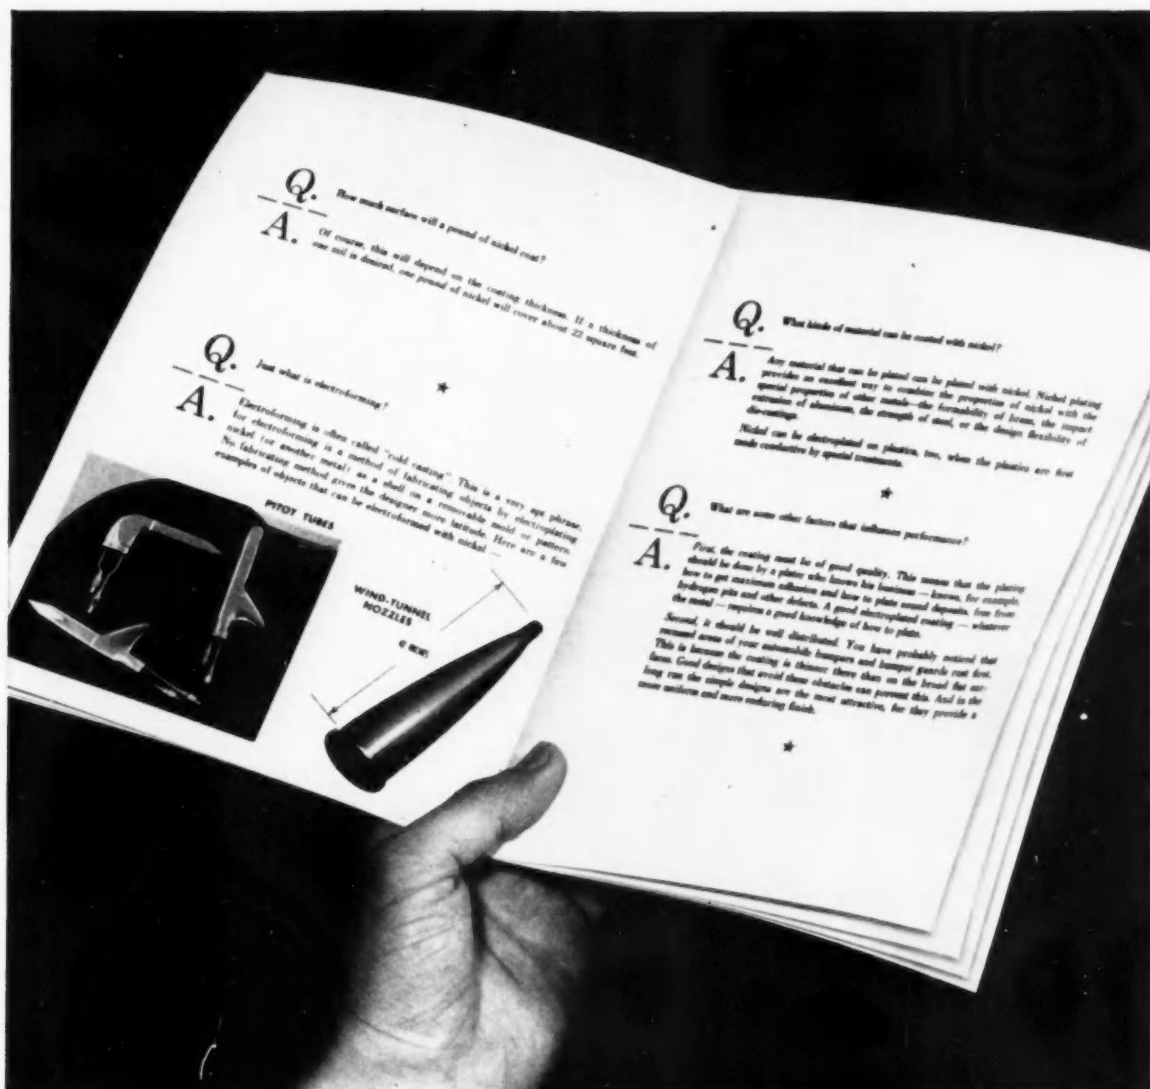 Q. How much surface will a pound of nickel coat?
A. Of course, this will depend on the coating thickness. If a thickness of
one mil is desired, one pound of nickel will cover about 22 square feet.
Q. Just what is electroforming?
A. Electroforming is often called "cold casting". This is a very apt phrase,
for electroforming is a method of fabricating objects by electroplating
nickel (or another metal) as a shell on a removable mold or pattern.
No fabricating method gives the designer more latitude. Here are a few
examples of objects that can be electroformed with nickel —
PITOT TUBES
WIND-TUNNEL
NOZZLES
Q. What kinds of material can be coated with nickel?
A. Any material that can be plated can be plated with nickel. Nickel plating
provides an excellent way to combine the properties of nickel with the
special properties of other metals—the formability of brass, the impact
extrusion of aluminum, the strength of steel, or the design flexibility of
die-castings.
Nickel can be electroplated on plastics, too, when the plastics are first
made conductive by special treatments.
Q. What are some other factors that influence performance?
A. First, the coating must be of good quality. This means that the plating
should be done by a plater who knows his business — knows, for example,
how to get maximum adhesion and how to plate sound deposits, free from
hydrogen pits and other defects. A good electroplated coating — whatever
the metal — requires a good knowledge of how to plate.
Second, it should be well distributed. You have probably noticed that
recessed areas of your automobile bumpers and bumper guards rust first.
This is because the coating is thinner there than on the broad flat sur-
faces. Good designs that avoid these obstacles can prevent this. And in the
long run the simple designs are the most attractive, for they provide a
more uniform and more enduring finish.